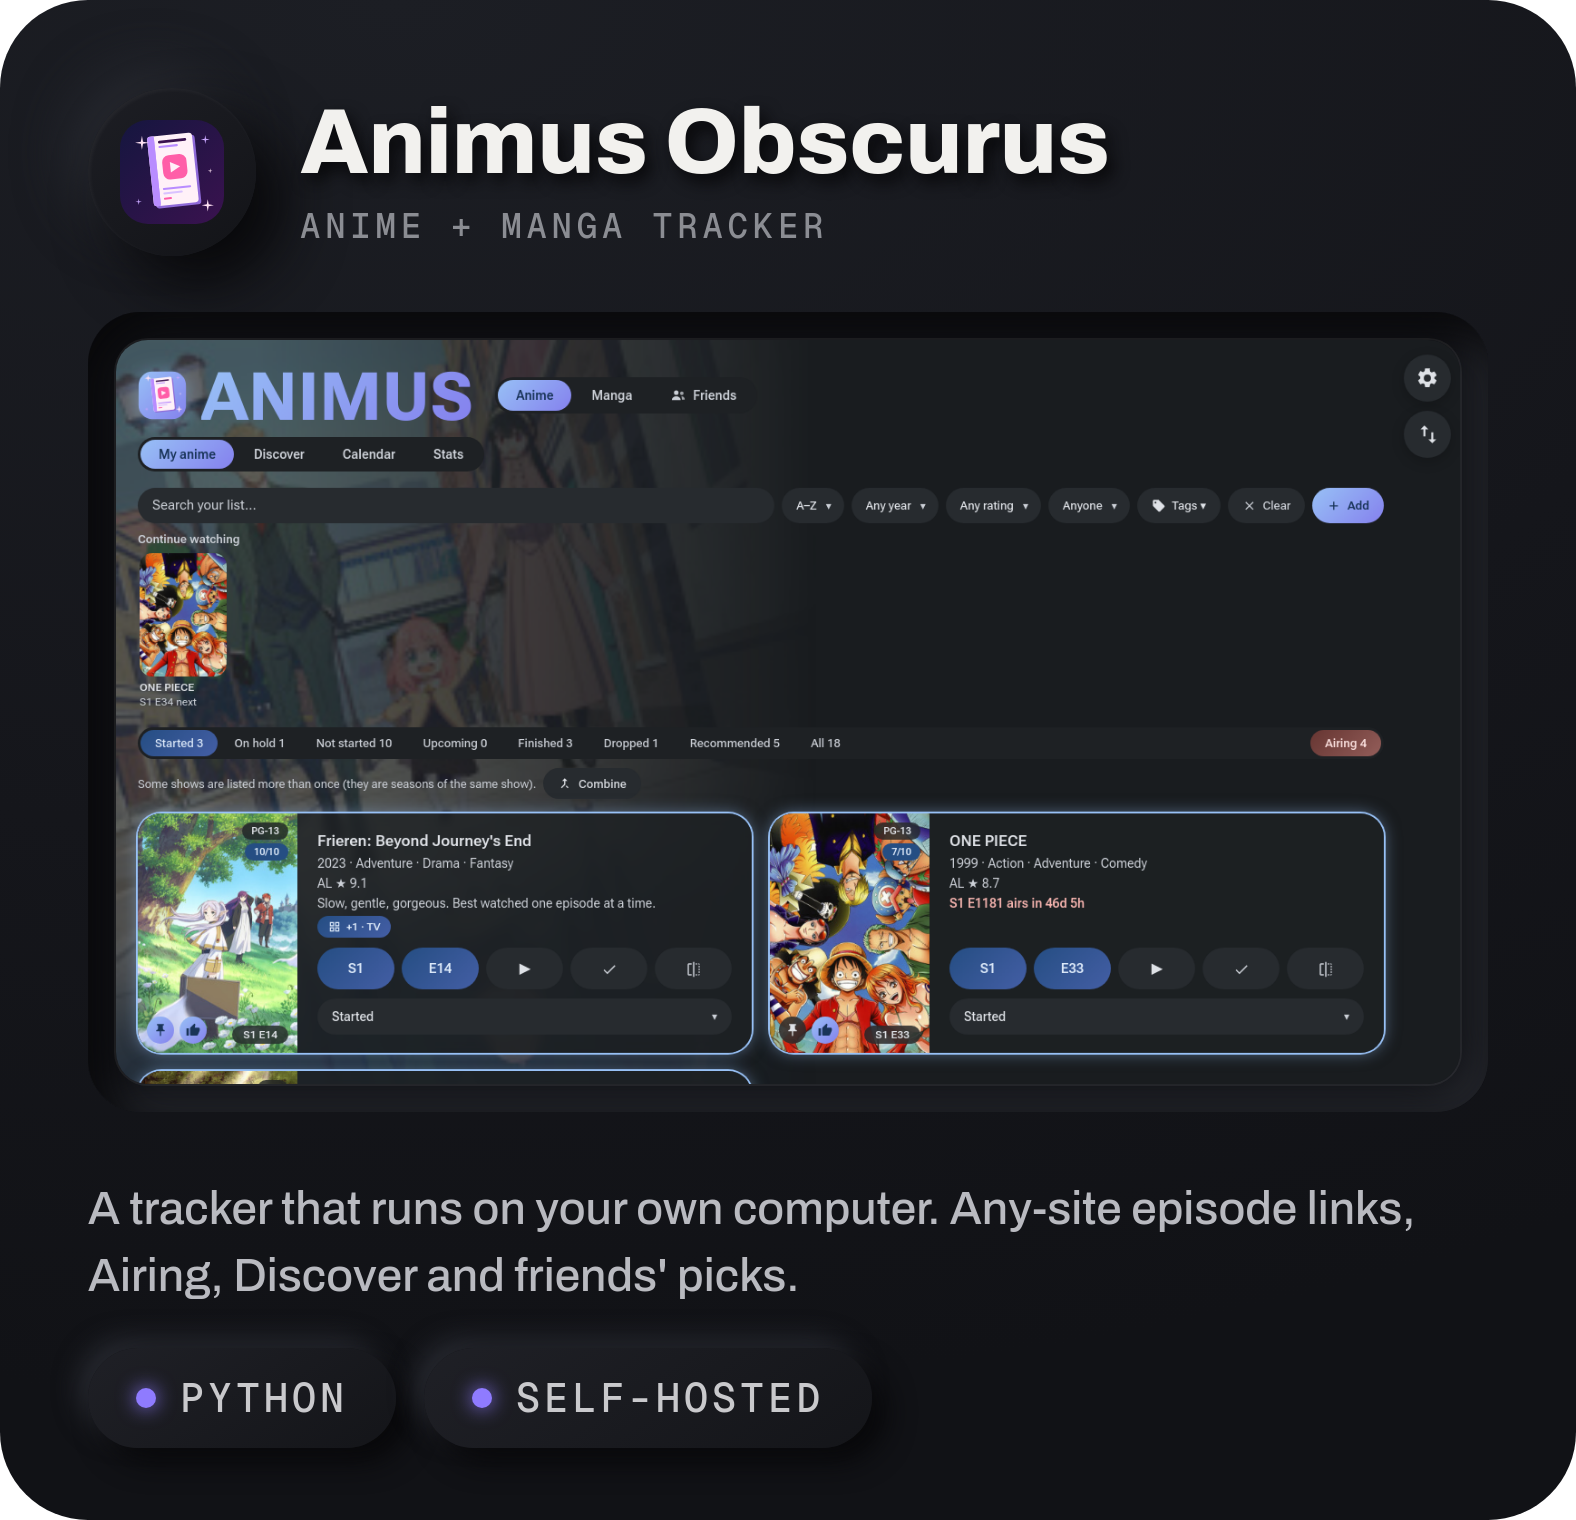 Animus Obscurus
ANIME + MANGA TRACKER
ANIMUS
Anime Manga Friends
My anime Discover Calendar Stats
Search your list... A–Z Any year Any rating Anyone Tags Clear + Add
Continue watching
ONE PIECE
S1 E34 next
Started 3 On hold 1 Not started 10 Upcoming 0 Finished 3 Dropped 1 Recommended 5 All 18 Airing 4
Some shows are listed more than once (they are seasons of the same show). Combine
PG-13
10/10
Frieren: Beyond Journey's End
2023 · Adventure · Drama · Fantasy
AL ★ 9.1
Slow, gentle, gorgeous. Best watched one episode at a time.
+1 · TV
S1 E14
Started
S1 E14
PG-13
7/10
ONE PIECE
1999 · Action · Adventure · Comedy
AL ★ 8.7
S1 E1181 airs in 46d 5h
S1 E33
Started
S1 E33
A tracker that runs on your own computer. Any-site episode links,
Airing, Discover and friends' picks.
PYTHON SELF-HOSTED